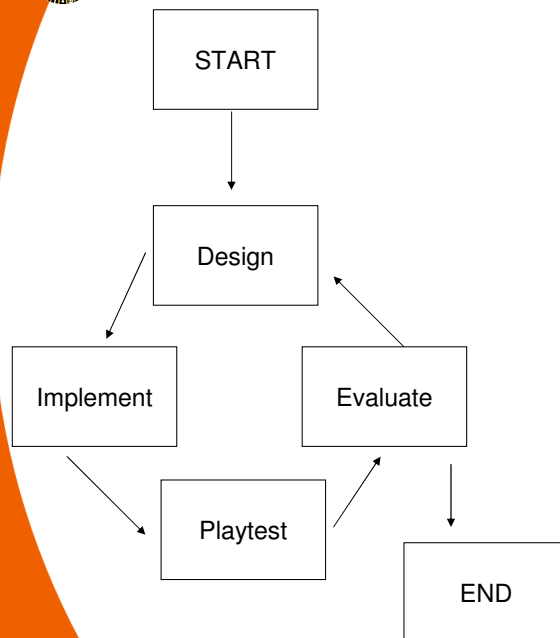 START
Design
Implement
Evaluate
Playtest
END